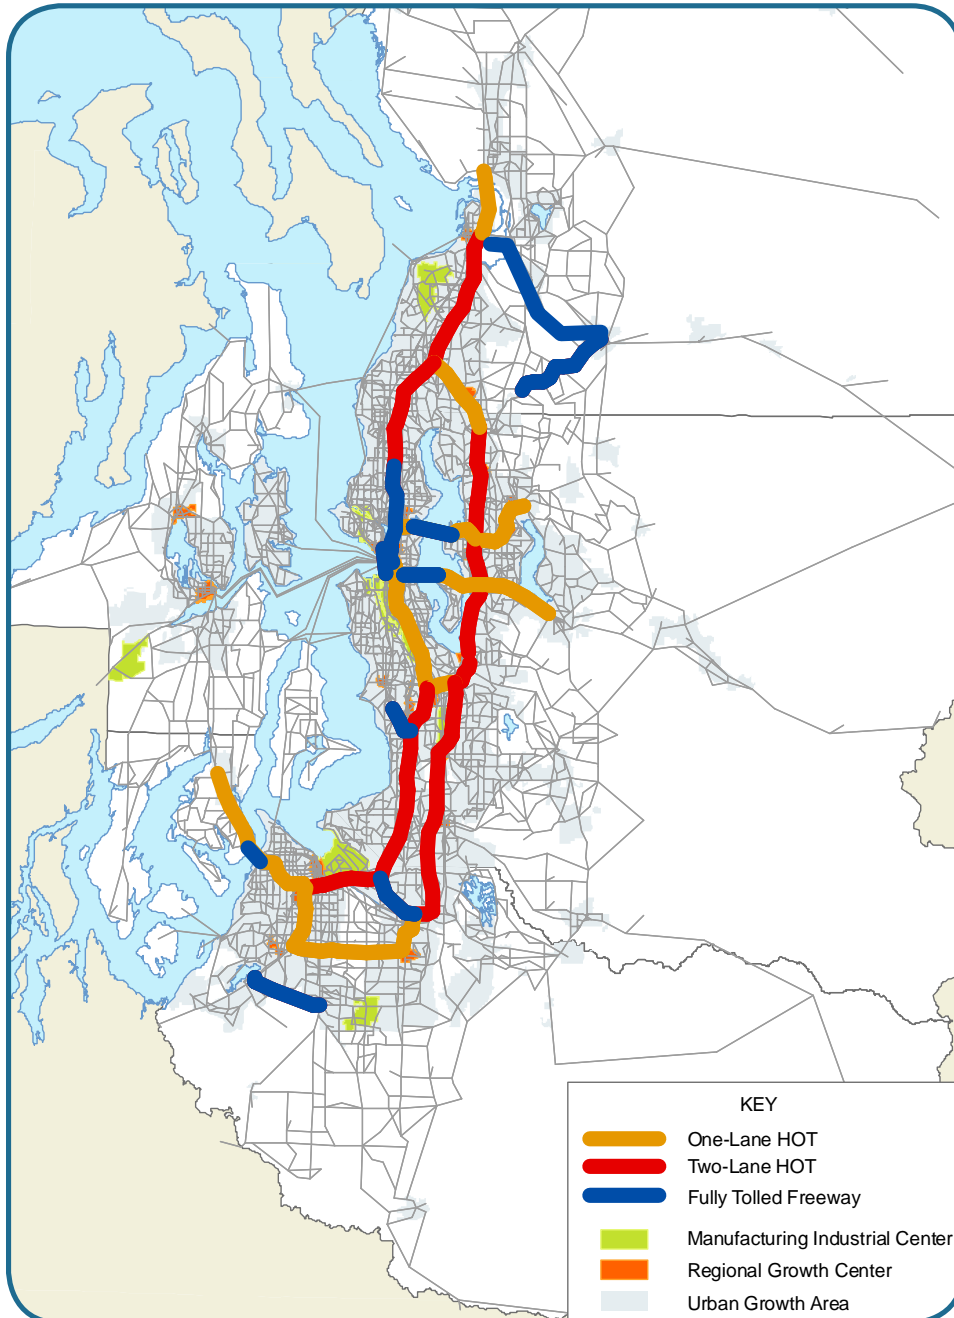 KEY
One-Lane HOT
Two-Lane HOT
Fully Tolled Freeway
Manufacturing Industrial Center
Regional Growth Center
Urban Growth Area